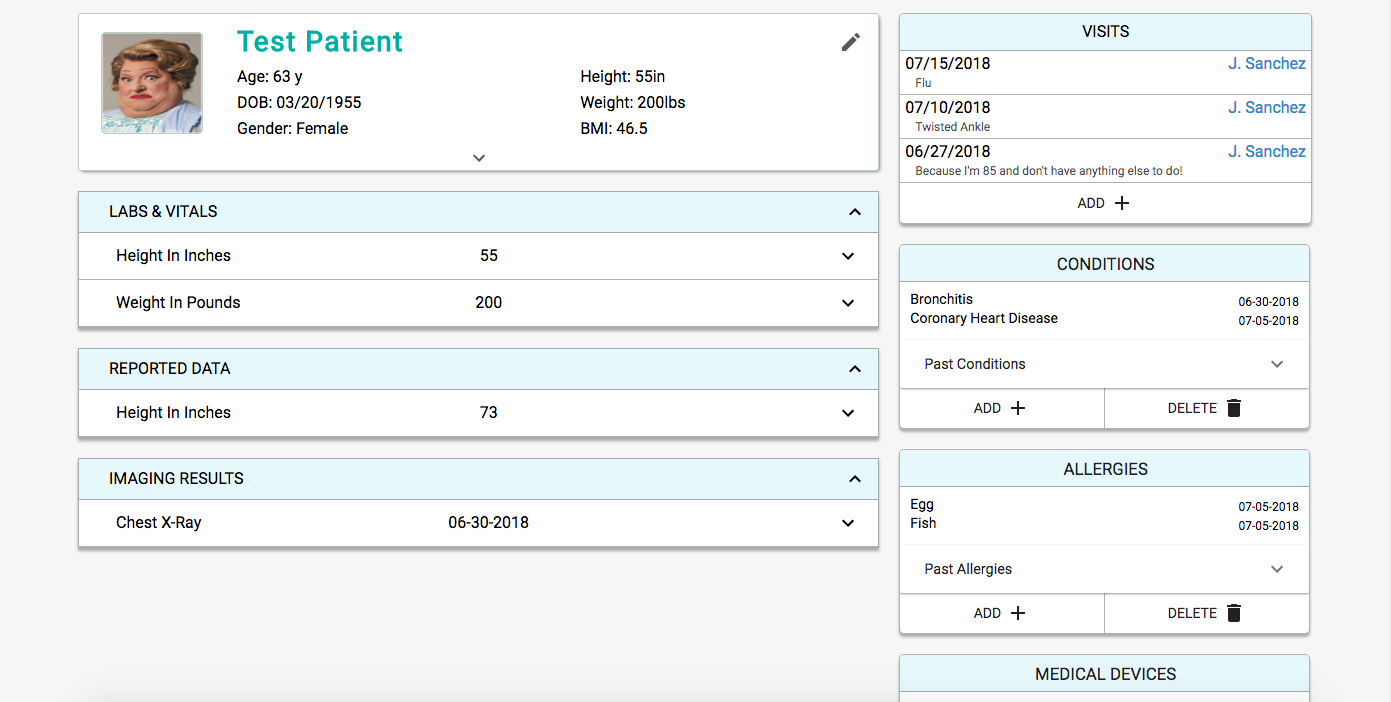 Test Patient
Age: 63 y
DOB: 03/20/1955
Gender: Female
Height: 55in
Weight: 200lbs
BMI: 46.5
LABS & VITALS
Height In Inches 55
Weight In Pounds 200
REPORTED DATA
Height In Inches 73
IMAGING RESULTS
Chest X-Ray 06-30-2018
VISITS
07/15/2018 J. Sanchez
Flu
07/10/2018 J. Sanchez
Twisted Ankle
06/27/2018 J. Sanchez
Because I'm 85 and don't have anything else to do!
ADD
CONDITIONS
Bronchitis 06-30-2018
Coronary Heart Disease 07-05-2018
Past Conditions
ADD DELETE
ALLERGIES
Egg 07-05-2018
Fish 07-05-2018
Past Allergies
ADD DELETE
MEDICAL DEVICES